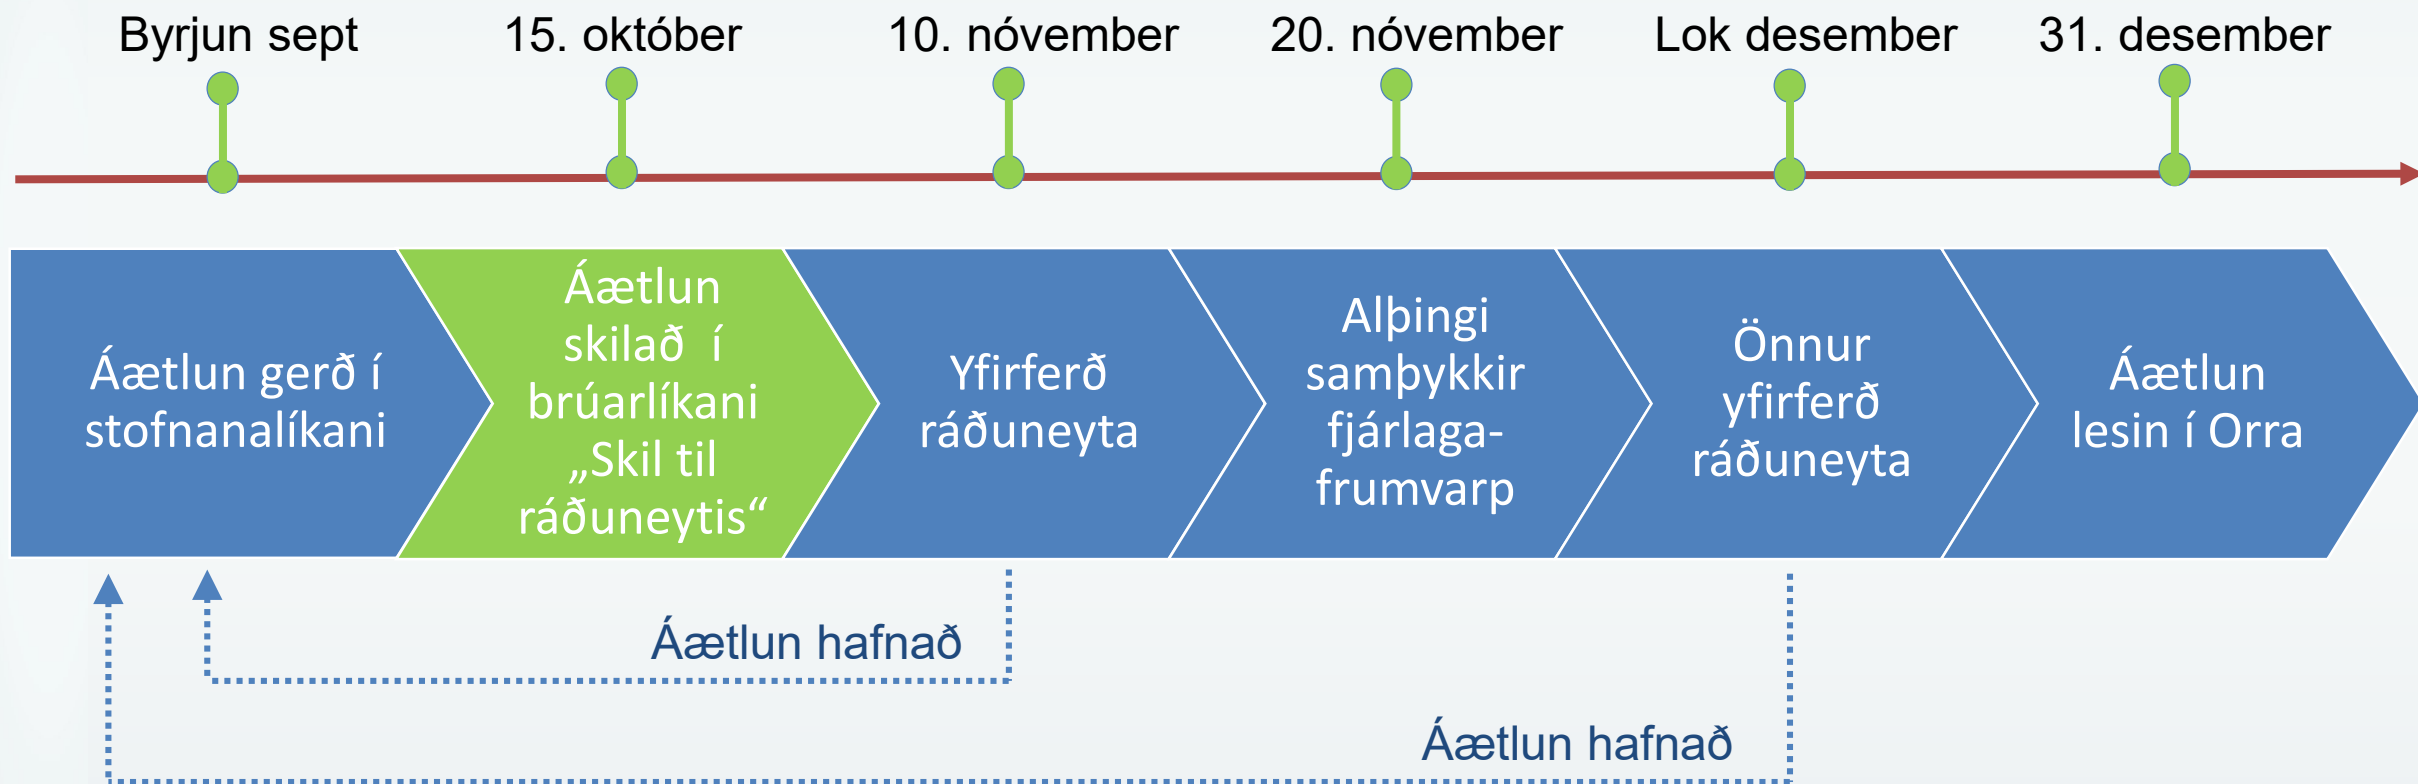 Byrjun sept
15. október
10. nóvember
20. nóvember
Lok desember
31. desember
Áætlun gerð í
stofnanalíkani
Áætlun
skilað  í
brúarlíkani
„Skil til
ráðuneytis“
Yfirferð
ráðuneyta
Alþingi
samþykkir
fjárlaga-
frumvarp
Önnur
yfirferð
ráðuneyta
Áætlun
lesin í Orra
Áætlun hafnað
Áætlun hafnað